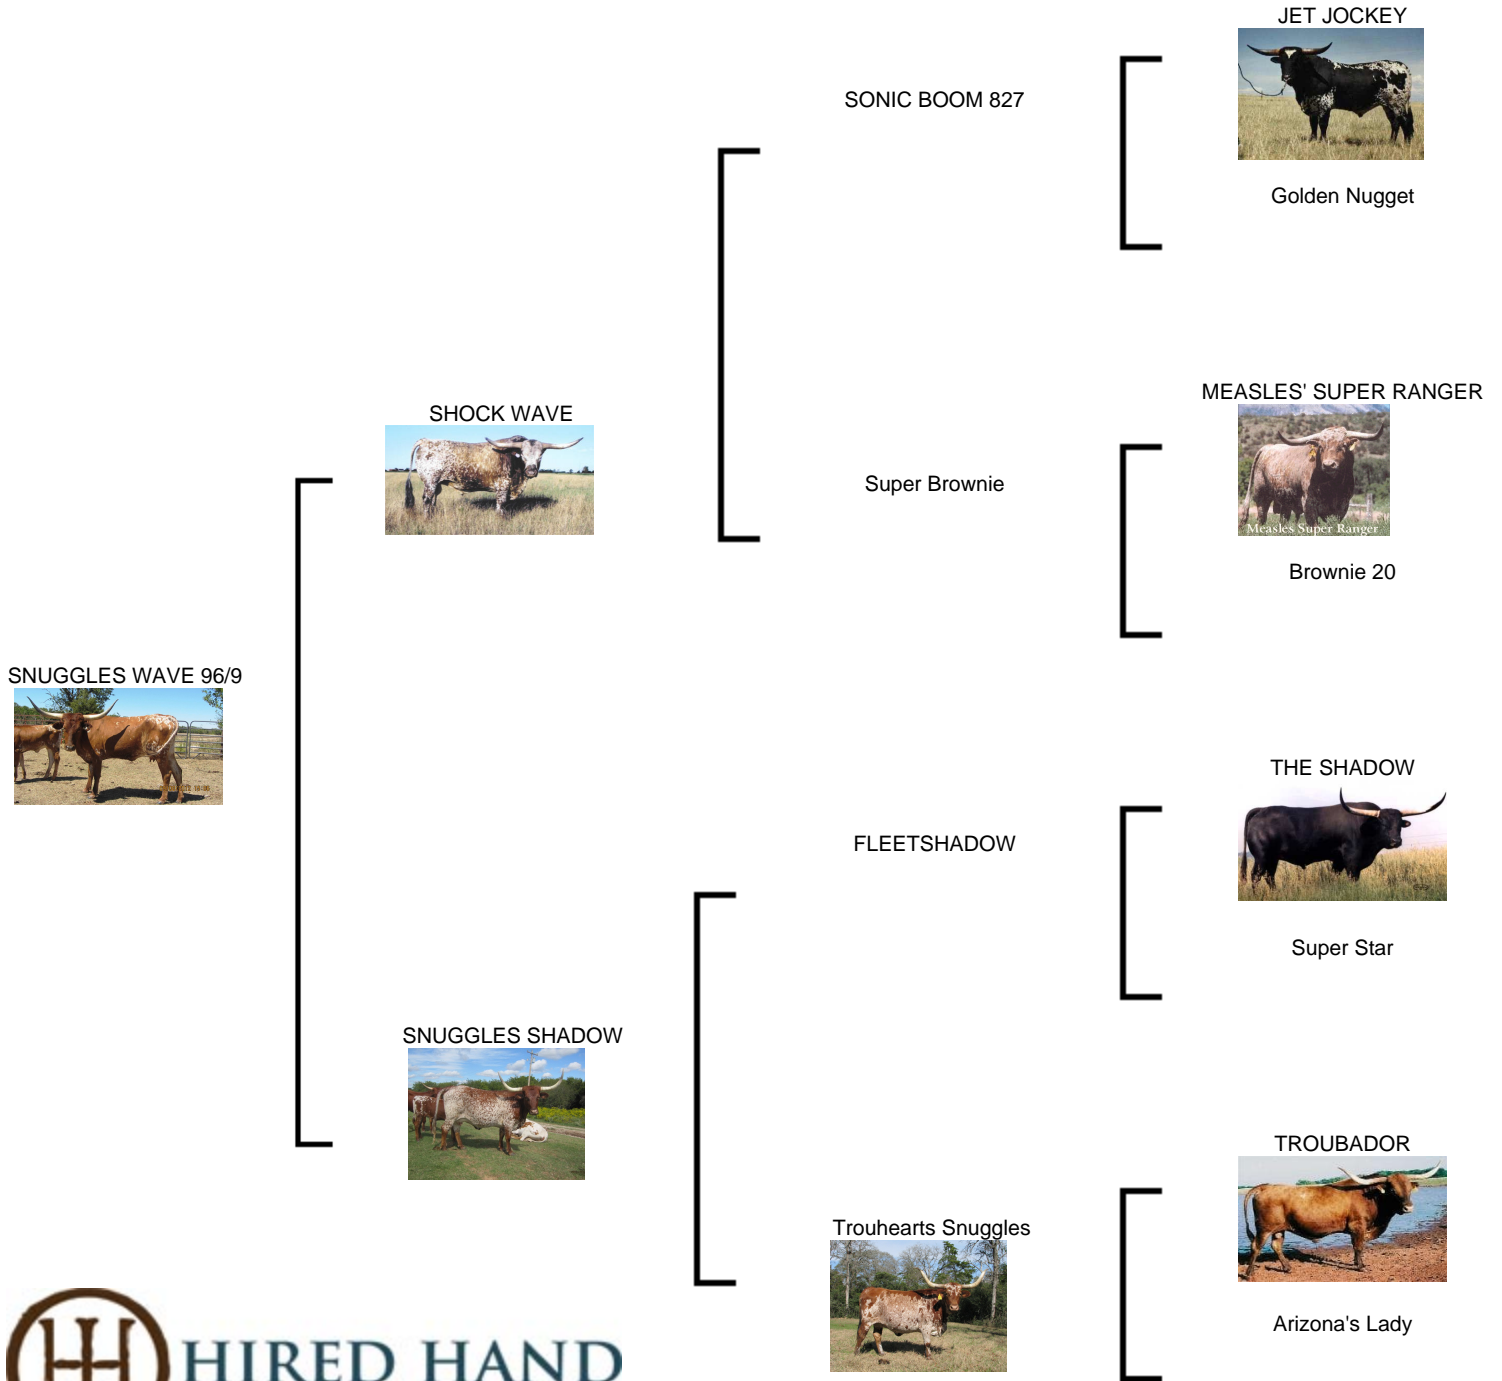 JET JOCKEY
SONIC BOOM 827
Golden Nugget
MEASLES' SUPER RANGER
SHOCK WAVE
Super Brownie
Measles Super Ranger
Brownie 20
SNUGGLES WAVE 96/9
THE SHADOW
FLEETSHADOW
Super Star
SNUGGLES SHADOW
TROUBADOR
Trouhearts Snuggles
Arizona's Lady
HIRED HAND